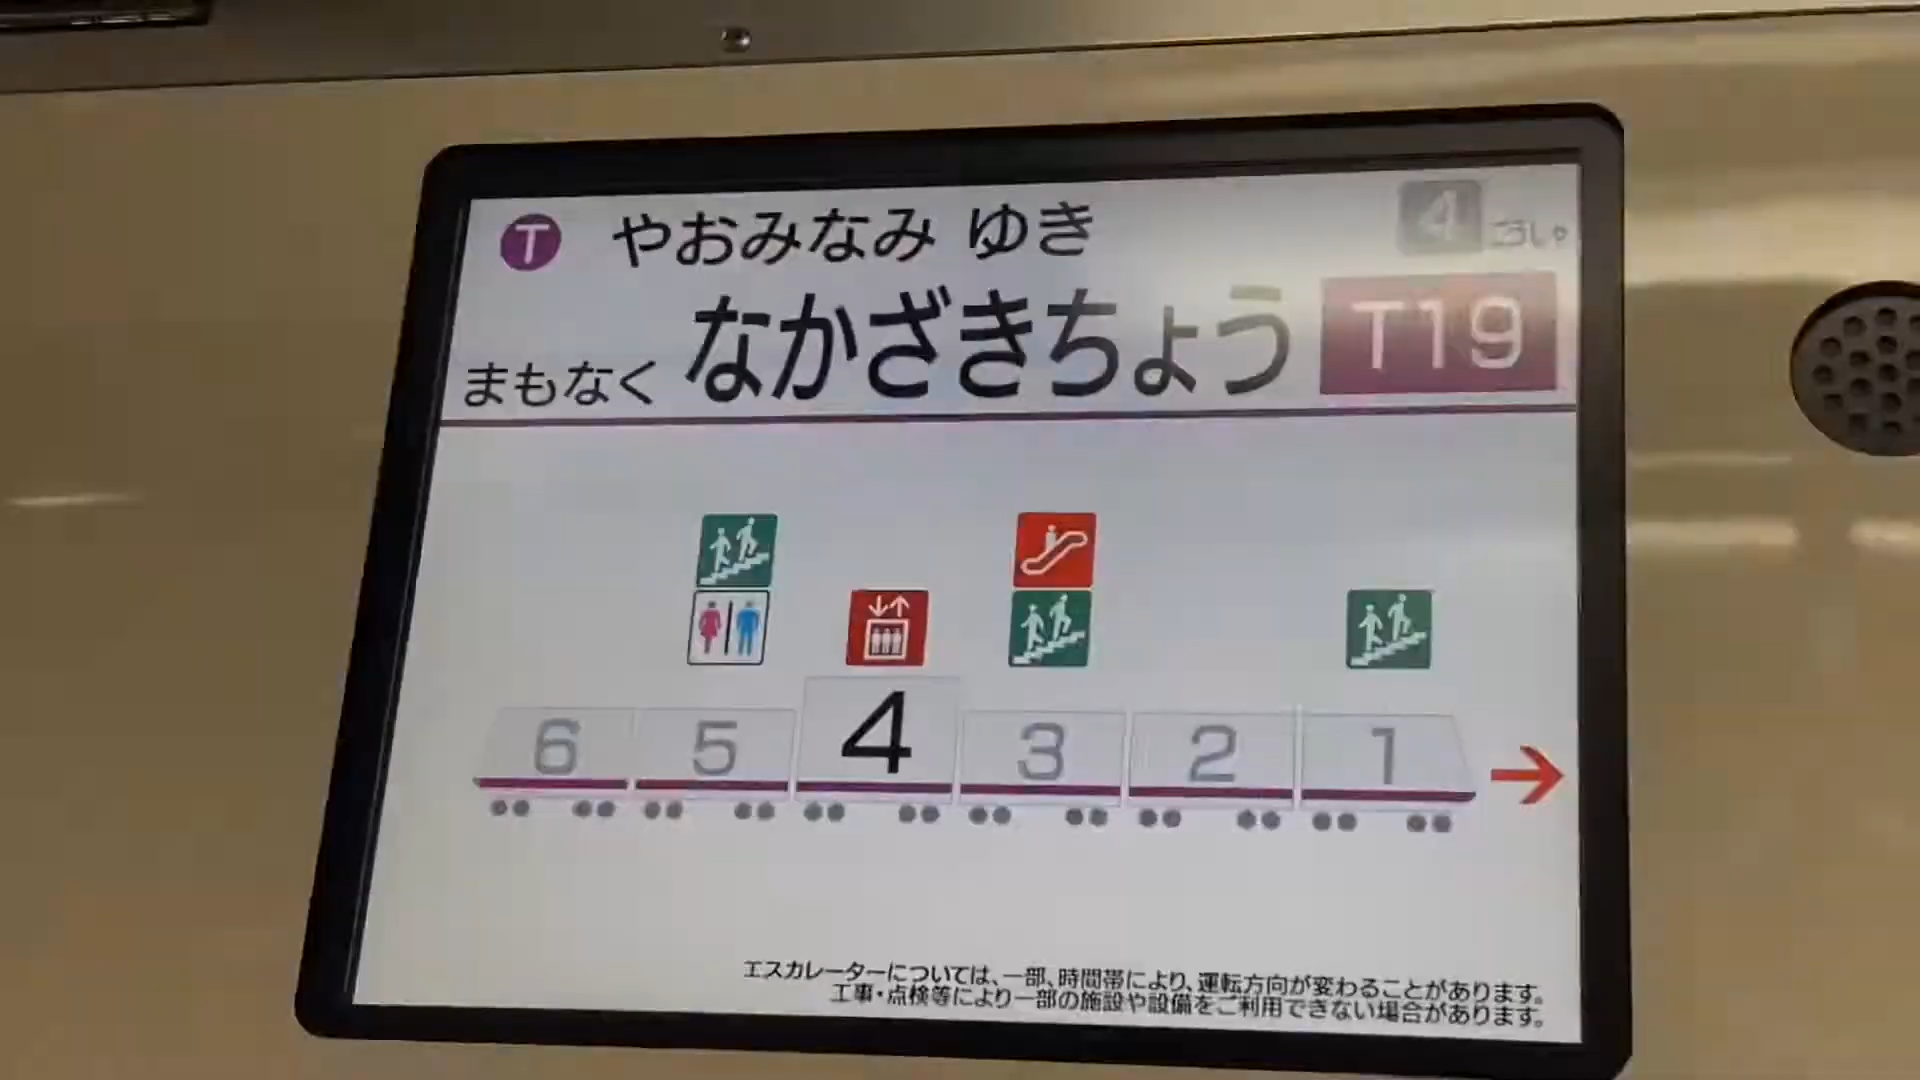 T やおみなみ ゆき 4 ごうしゃ
まもなく なかざきちょう T19
6 5 4 3 2 1 →
エスカレーターについては、一部、時間帯により、運転方向が変わることがあります。
工事・点検等により一部の施設や設備をご利用できない場合があります。